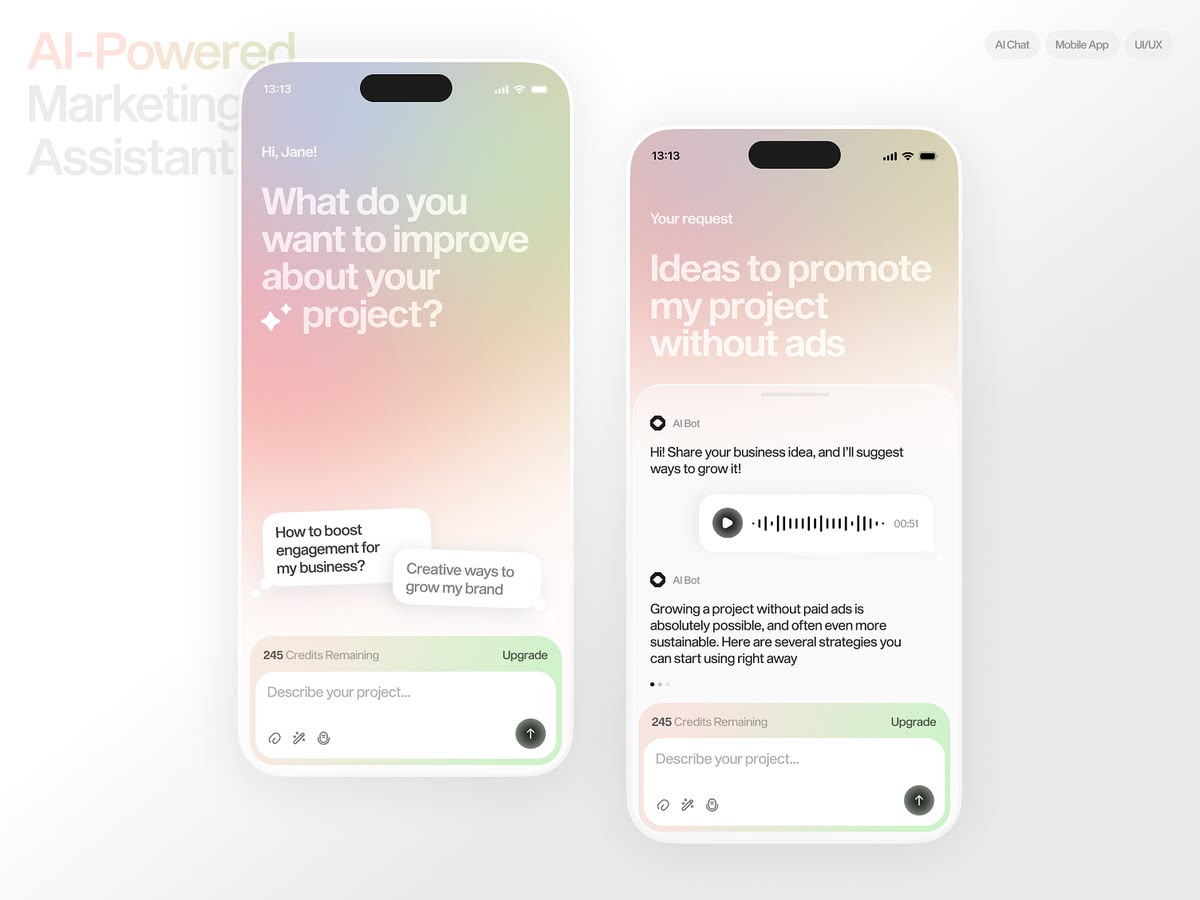 AI-Powered
Marketing
Assistant
AI Chat
Mobile App
UI/UX
13:13
Hi, Jane!
What do you
want to improve
about your
project?
How to boost
engagement for
my business?
Creative ways to
grow my brand
245 Credits Remaining
Upgrade
Describe your project...
13:13
Your request
Ideas to promote
my project
without ads
AI Bot
Hi! Share your business idea, and I'll suggest
ways to grow it!
00:51
AI Bot
Growing a project without paid ads is
absolutely possible, and often even more
sustainable. Here are several strategies you
can start using right away
245 Credits Remaining
Upgrade
Describe your project...